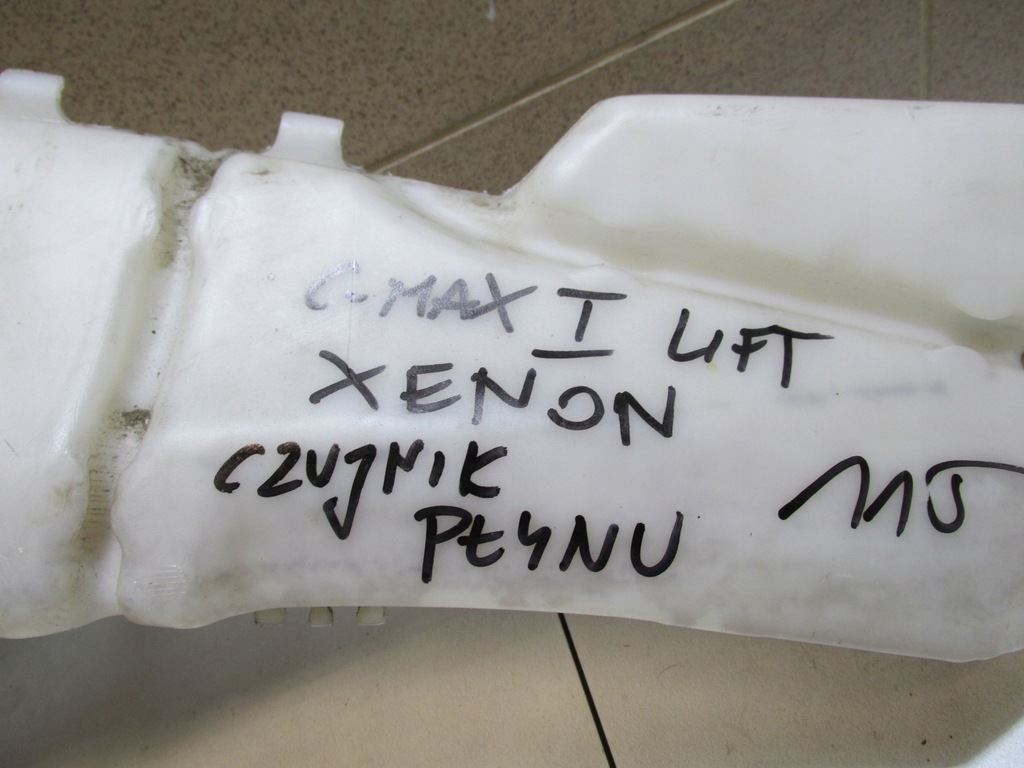 C-MAX I LIFT
XENON
CZUJNIK
PŁYNU
115